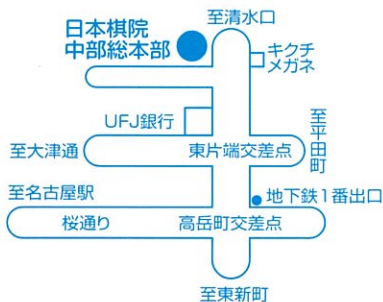 至清水口
日本棋院
中部総本部
キクチ
メガネ
UFJ銀行
至平田町
至大津通
東片端交差点
至名古屋駅
地下鉄1番出口
桜通り
高岳町交差点
至東新町